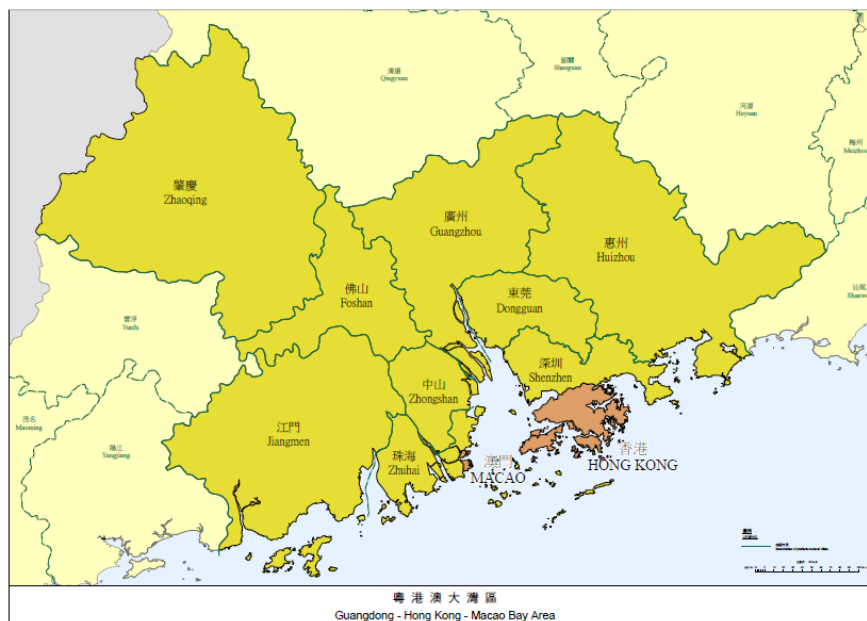 清遠
Qingyuan
韶關
Shaoguan
河源
Heyuan
梅州
Meizhou
肇慶
Zhaoqing
廣州
Guangzhou
惠州
Huizhou
佛山
Foshan
東莞
Dongguan
汕尾
雲浮
Yunfu
深圳
Shenzhen
中山
Zhongshan
茂名
Maoming
陽江
Yangjiang
江門
Jiangmen
珠海
Zhuhai
澳門
MACAO
香港
HONG KONG
粵港澳大灣區
Guangdong - Hong Kong - Macao Bay Area